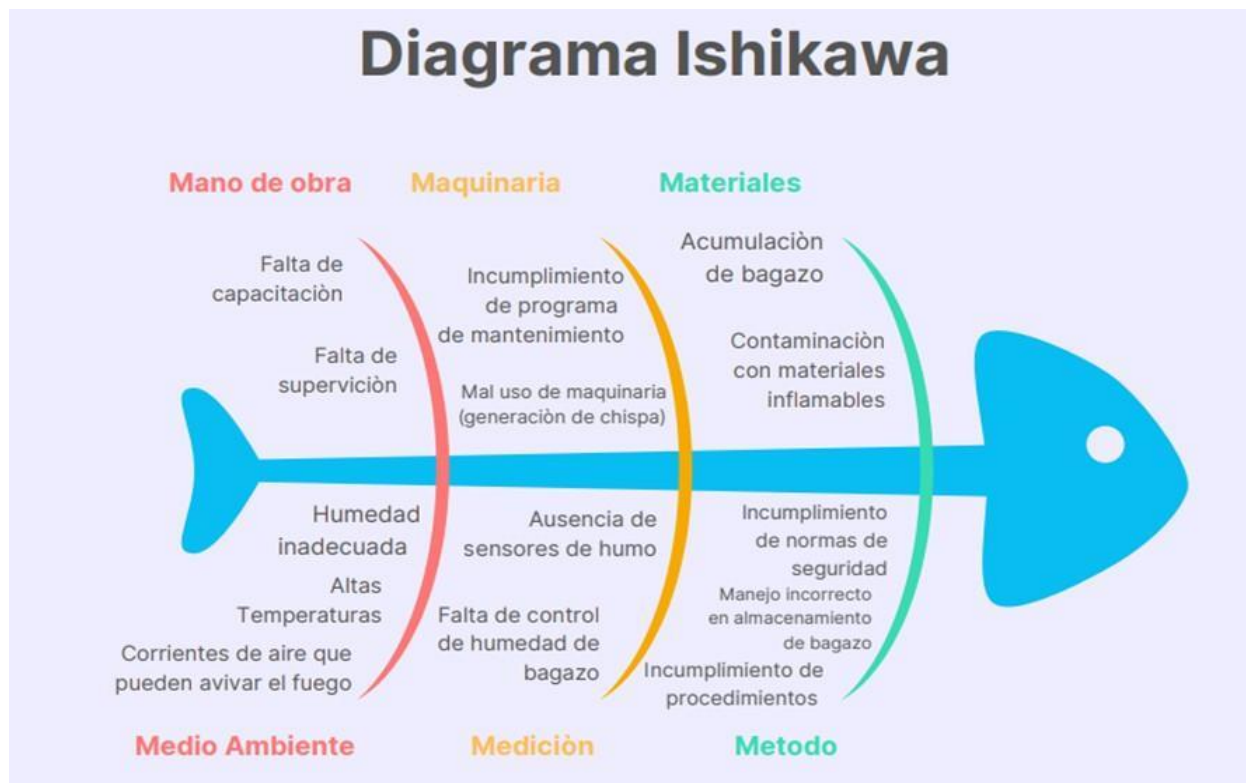 Diagrama Ishikawa
Mano de obra
Falta de
capacitaciòn
Falta de
superviciòn
Maquinaria
Incumplimiento
de programa
de mantenimiento
Mal uso de maquinaria
(generaciòn de chispa)
Materiales
Acumulaciòn
de bagazo
Contaminaciòn
con materiales
inflamables
Humedad
inadecuada
Altas
Temperaturas
Corrientes de aire que
pueden avivar el fuego
Medio Ambiente
Ausencia de
sensores de humo
Falta de control
de humedad de
bagazo
Mediciòn
Incumplimiento
de normas de
seguridad
Manejo incorrecto
en almacenamiento
de bagazo
Incumplimiento de
procedimientos
Metodo